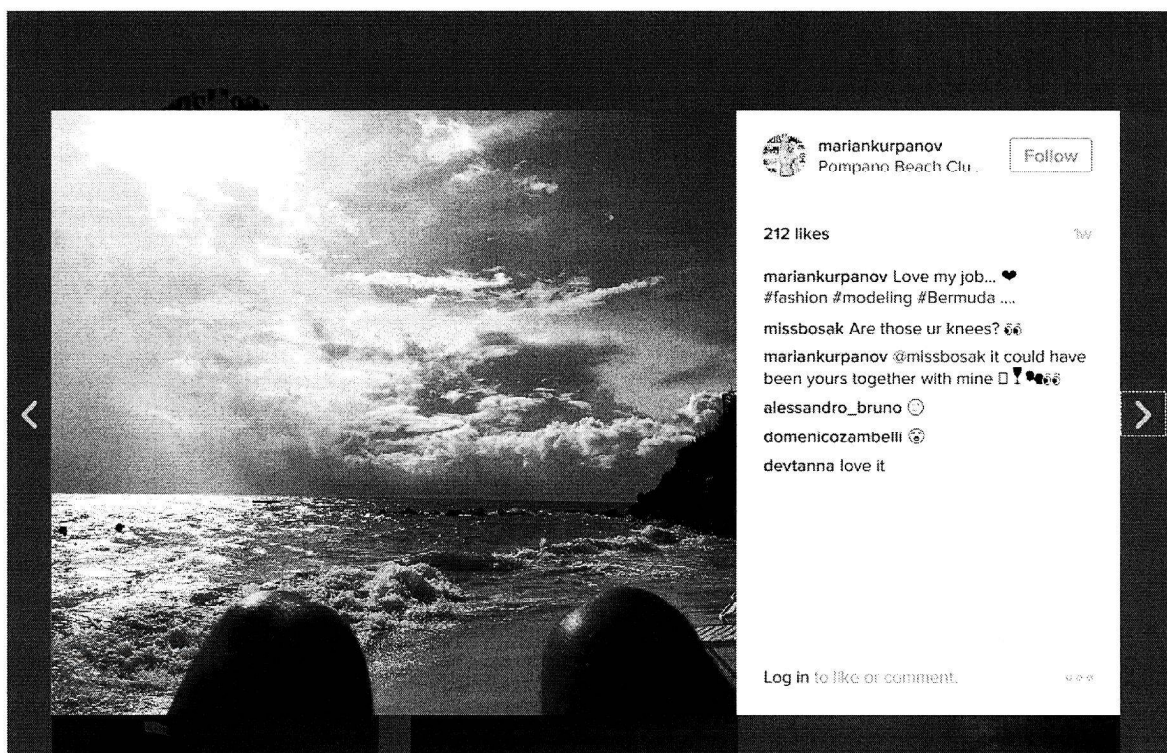 mariankurpanov
Pompano Beach Clu...
Follow
212 likes
1w
mariankurpanov Love my job... ❤
#fashion #modeling #Bermuda ....
missbosak Are those ur knees? 👀
mariankurpanov @missbosak it could have
been yours together with mine
alessandro_bruno
domenicozambelli
devtanna love it
Log in to like or comment.